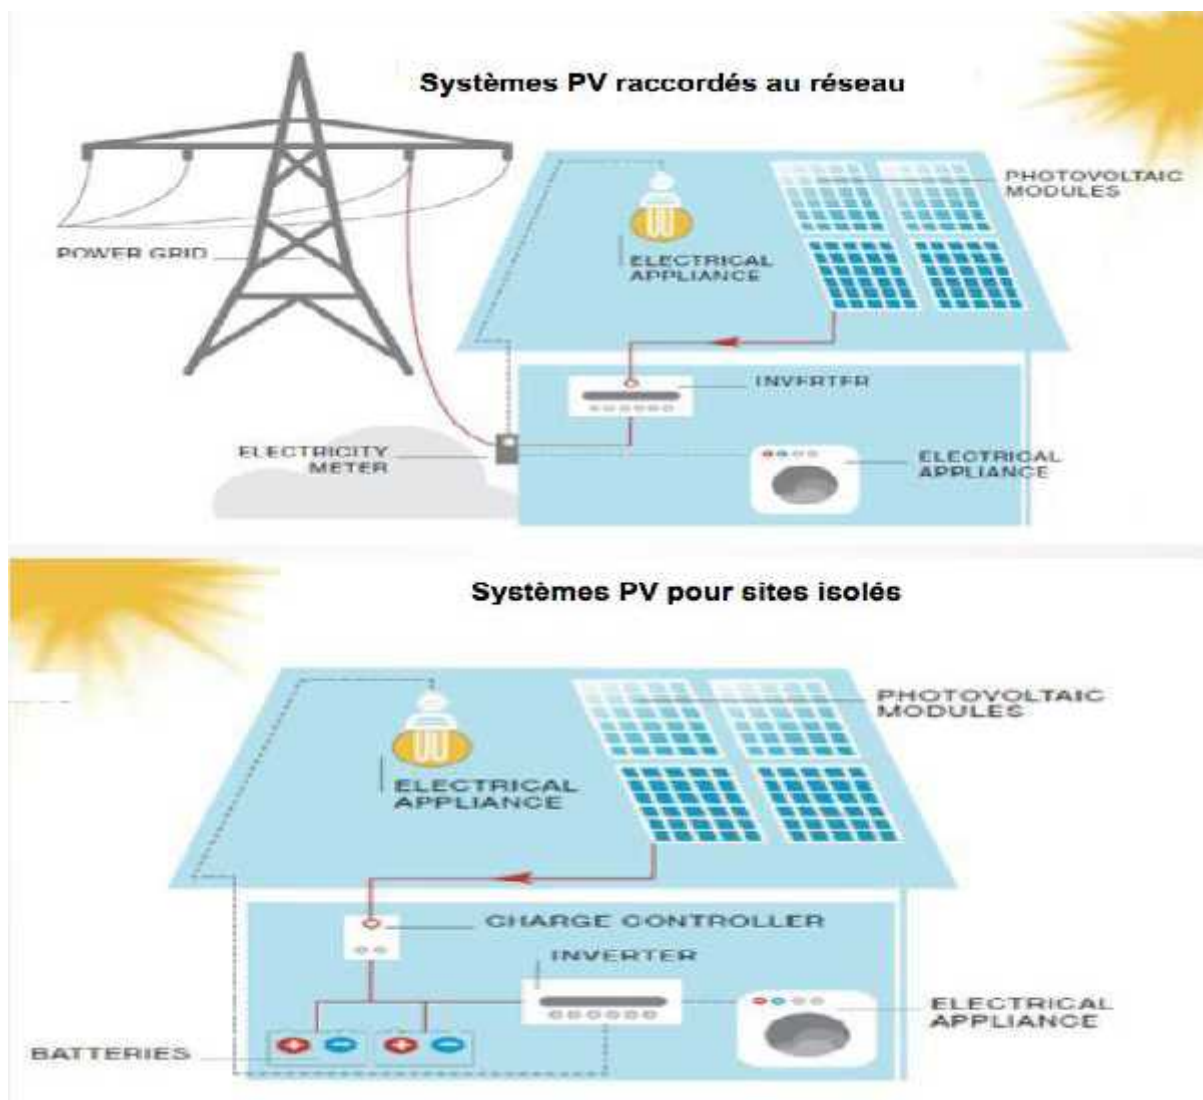 Systèmes PV raccordés au réseau
PHOTOVOLTAIC
MODULES
POWER GRID
ELECTRICAL
APPLIANCE
INVERTER
ELECTRICITY
METER
ELECTRICAL
APPLIANCE
Systèmes PV pour sites isolés
PHOTOVOLTAIC
MODULES
ELECTRICAL
APPLIANCE
CHARGE CONTROLLER
INVERTER
ELECTRICAL
APPLIANCE
BATTERIES